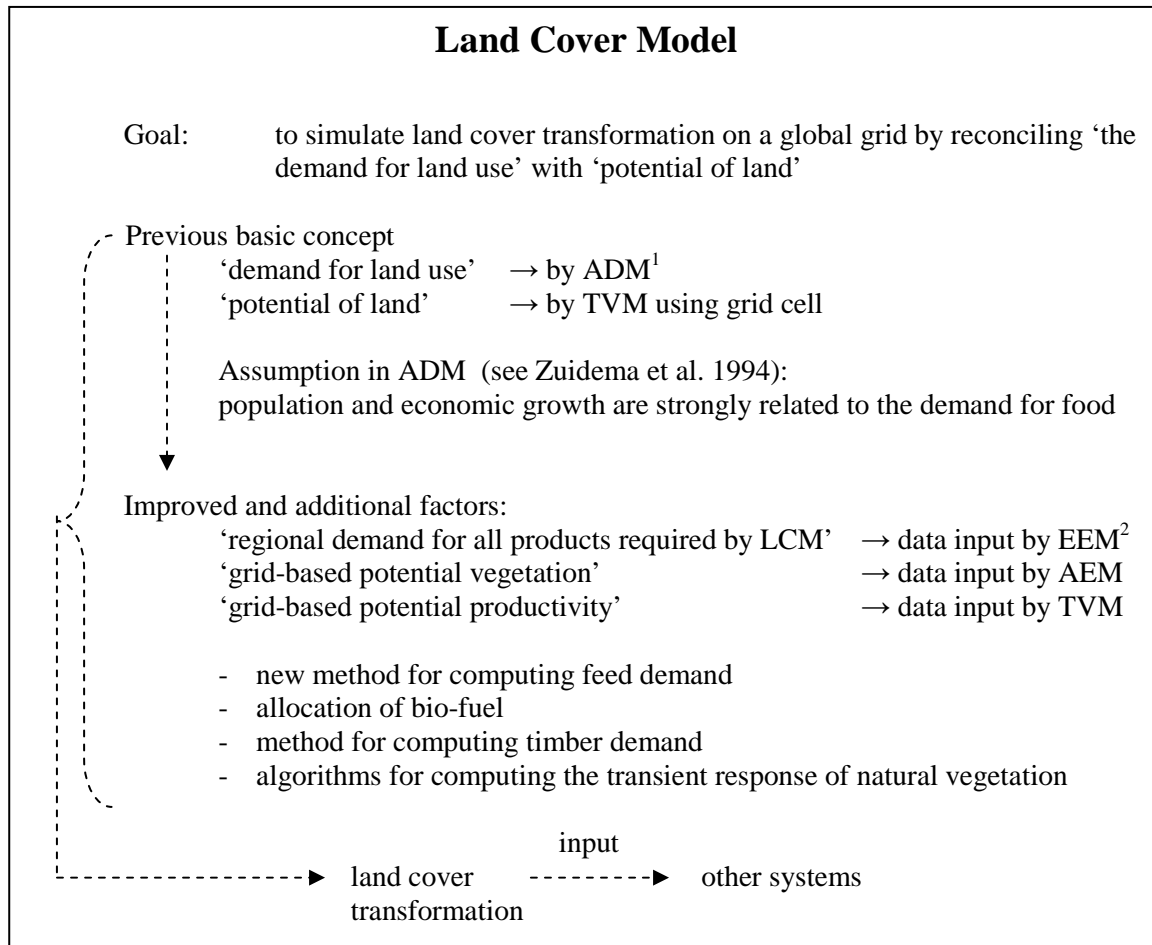 Land Cover Model
Goal: to simulate land cover transformation on a global grid by reconciling ‘the
demand for land use’ with ‘potential of land’
Previous basic concept
‘demand for land use’ → by ADM¹
‘potential of land’ → by TVM using grid cell
Assumption in ADM (see Zuidema et al. 1994):
population and economic growth are strongly related to the demand for food
Improved and additional factors:
‘regional demand for all products required by LCM’ → data input by EEM²
‘grid-based potential vegetation’ → data input by AEM
‘grid-based potential productivity’ → data input by TVM
- new method for computing feed demand
- allocation of bio-fuel
- method for computing timber demand
- algorithms for computing the transient response of natural vegetation
input
land cover other systems
transformation